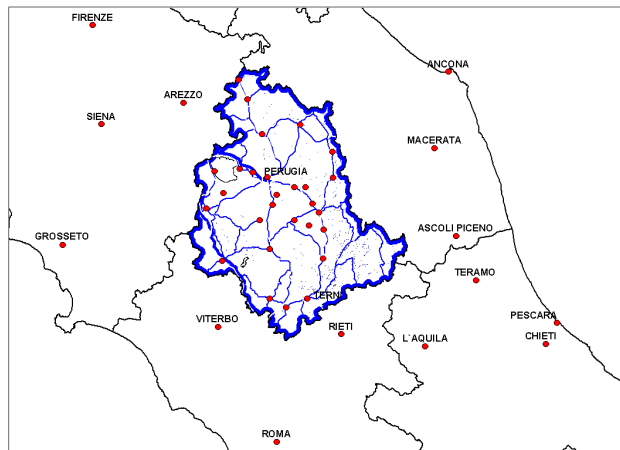 FIRENZE
ANCONA
AREZZO
SIENA
MACERATA
PERUGIA
ASCOLI PICENO
GROSSETO
TERAMO
TERNI
PESCARA
VITERBO
RIETI
L'AQUILA
CHIETI
ROMA